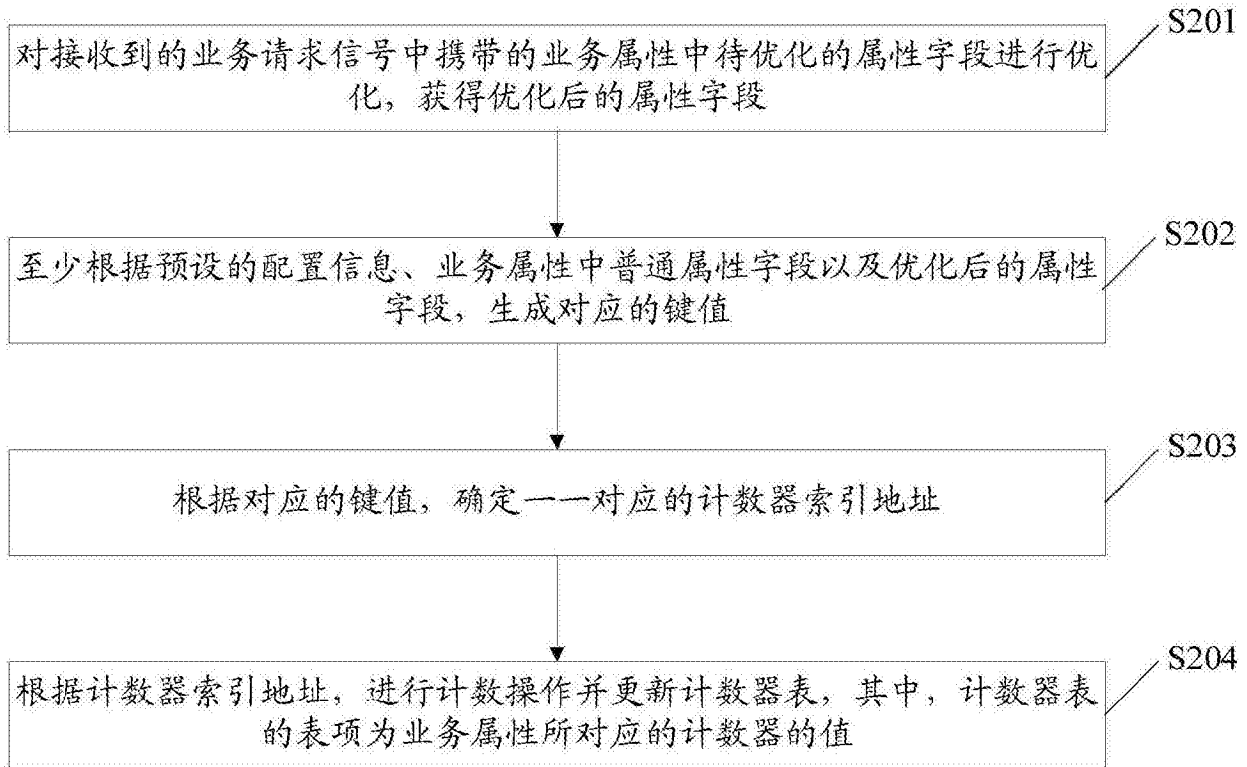 S201
对接收到的业务请求信号中携带的业务属性中待优化的属性字段进行优
化，获得优化后的属性字段
S202
至少根据预设的配置信息、业务属性中普通属性字段以及优化后的属性
字段，生成对应的键值
S203
根据对应的键值，确定一一对应的计数器索引地址
S204
根据计数器索引地址，进行计数操作并更新计数器表，其中，计数器表
的表项为业务属性所对应的计数器的值